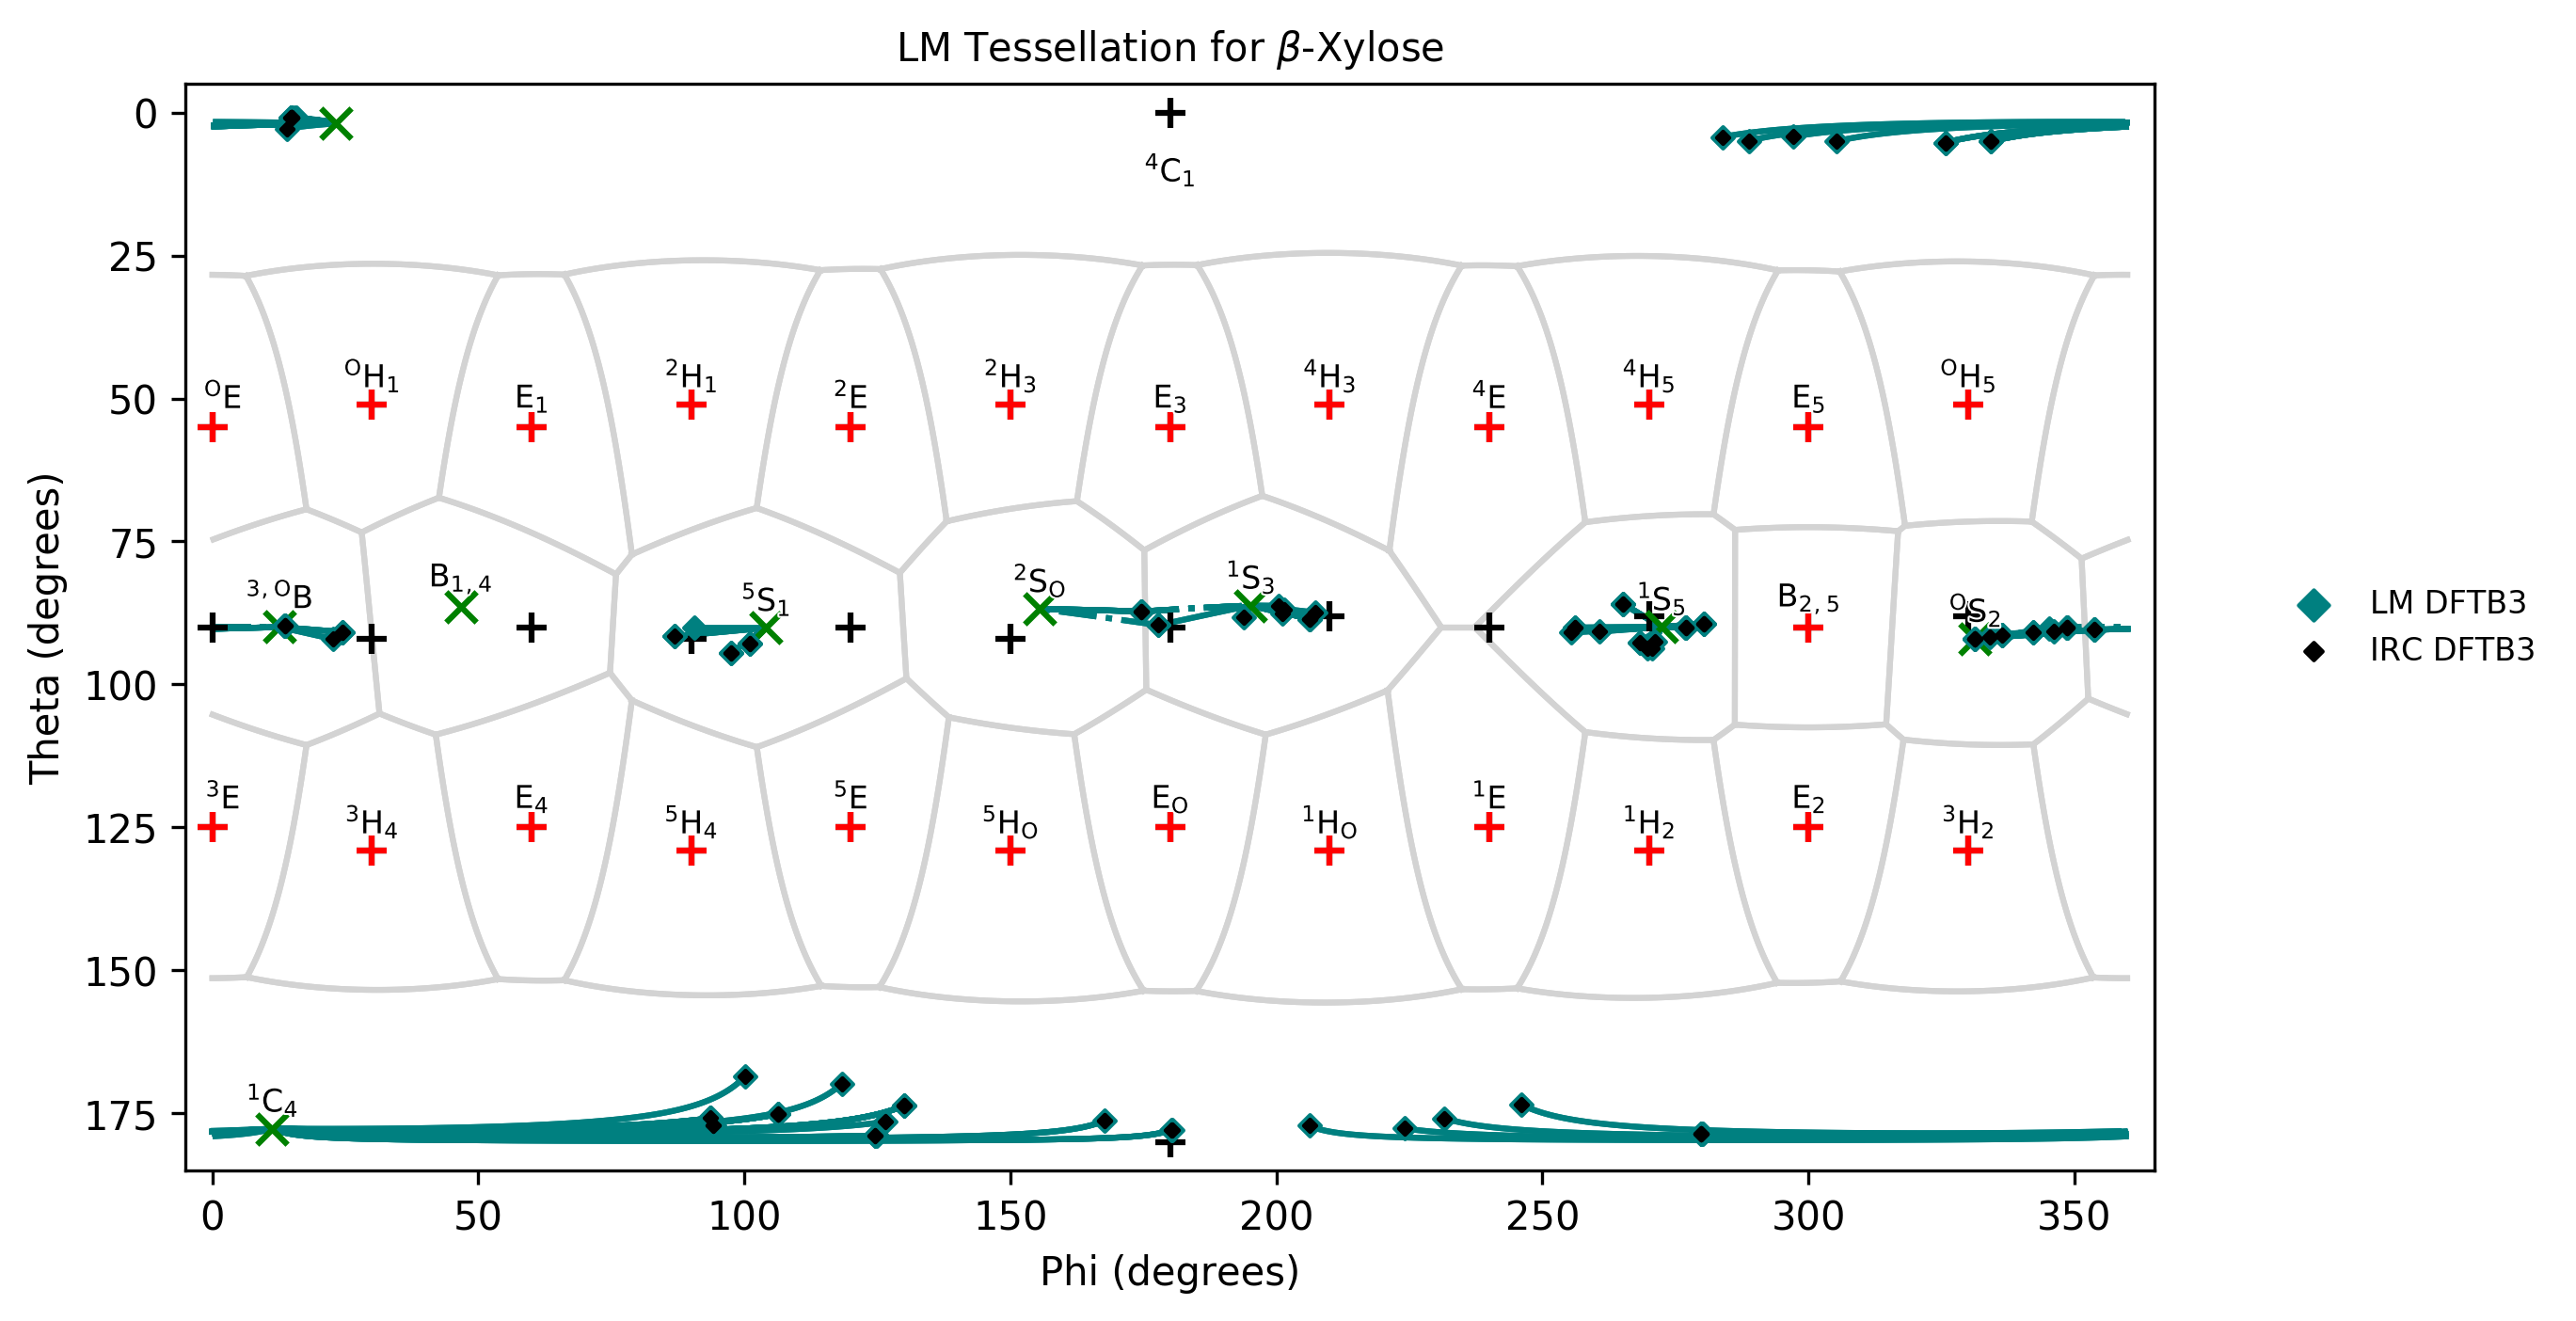 LM Tessellation for β-Xylose
0
⁴C₁
25
ᴼH₁ ²H₁ ²H₃ ⁴H₃ ⁴H₅ ᴼH₅
ᴼE E₁ ²E E₃ ⁴E E₅
50
75
³,ᴼB B₁,₄ ⁵S₁ ²Sₒ ¹S₃ ¹S₅ B₂,₅ ᴼS₂
LM DFTB3
IRC DFTB3
100
³E E₄ ⁵E Eₒ ¹E E₂
³H₄ ⁵H₄ ⁵Hₒ ¹Hₒ ¹H₂ ³H₂
125
150
¹C₄
175
0 50 100 150 200 250 300 350
Phi (degrees)
Theta (degrees)